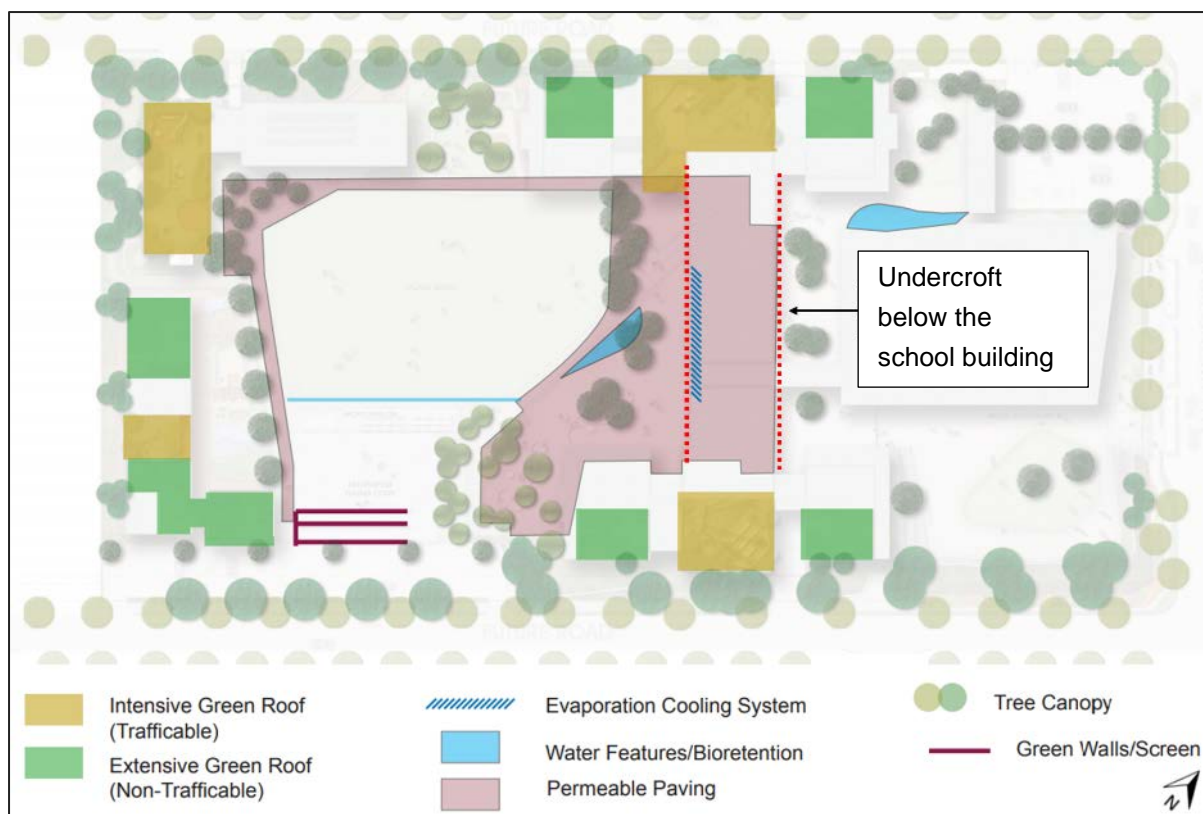 Undercroft
below the
school building
Intensive Green Roof
(Trafficable)
Extensive Green Roof
(Non-Trafficable)
Evaporation Cooling System
Water Features/Bioretention
Permeable Paving
Tree Canopy
Green Walls/Screen
N